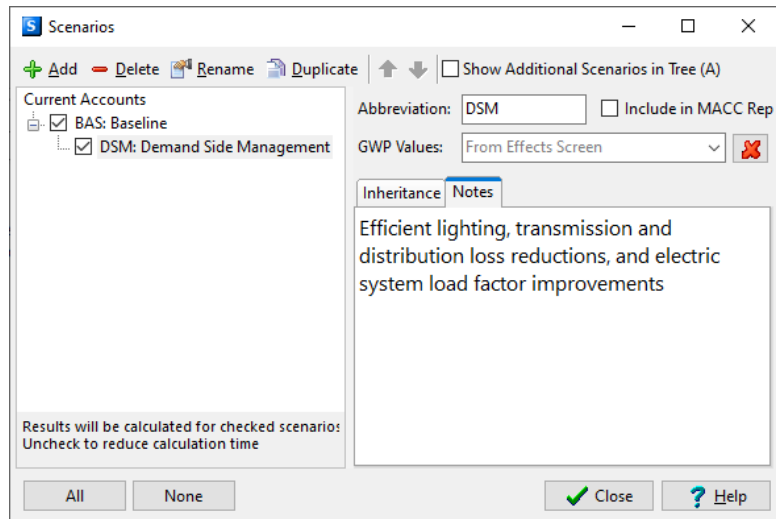 S Scenarios
Add Delete Rename Duplicate Show Additional Scenarios in Tree (A)
Current Accounts
BAS: Baseline
DSM: Demand Side Management
Results will be calculated for checked scenarios
Uncheck to reduce calculation time
All None
Abbreviation: DSM Include in MACC Rep
GWP Values: From Effects Screen
Inheritance Notes
Efficient lighting, transmission and
distribution loss reductions, and electric
system load factor improvements
Close ? Help